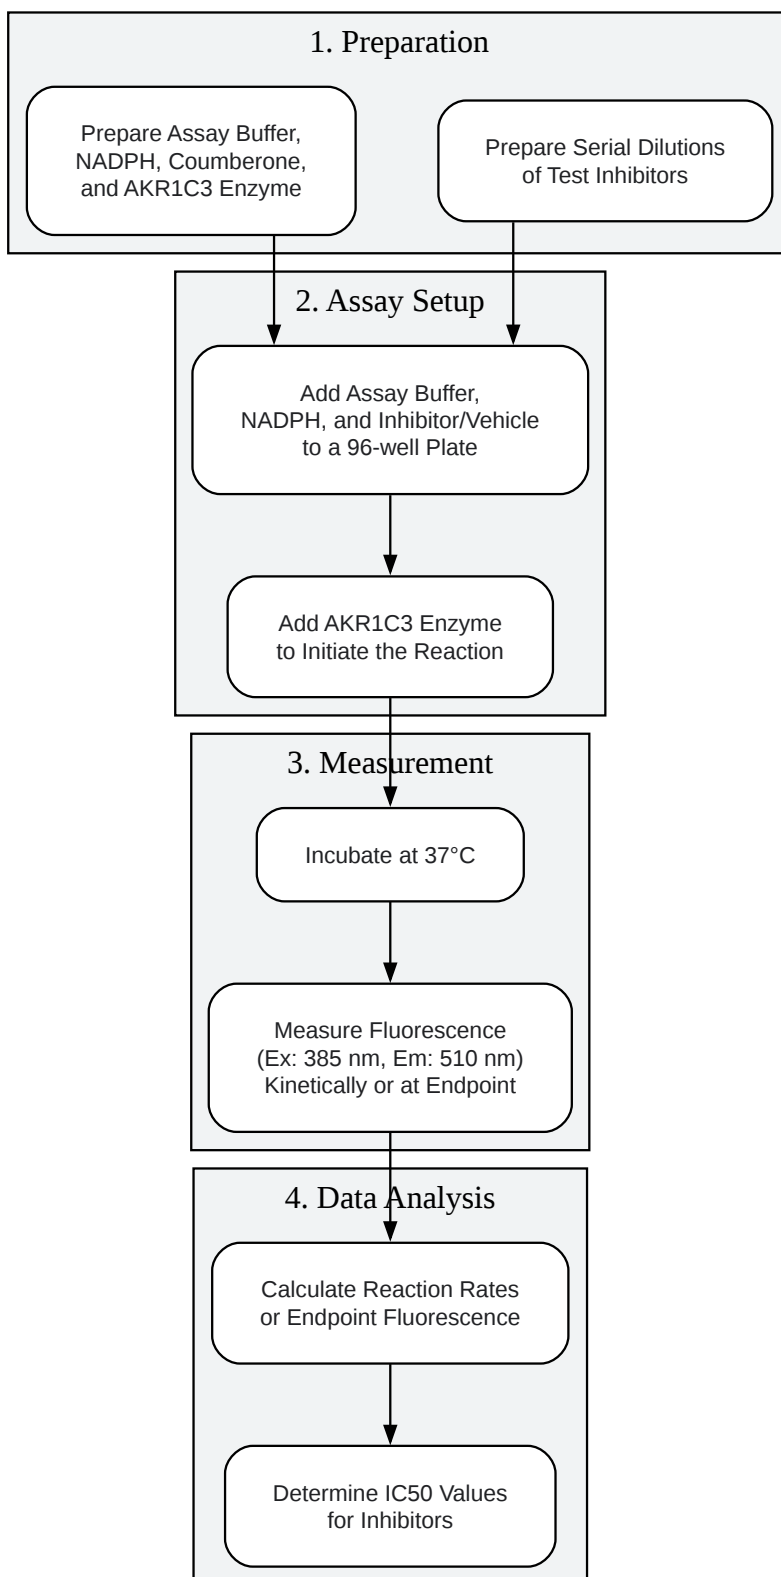 1. Preparation
Prepare Assay Buffer,
NADPH, Coumberone,
and AKR1C3 Enzyme
Prepare Serial Dilutions
of Test Inhibitors
2. Assay Setup
Add Assay Buffer,
NADPH, and Inhibitor/Vehicle
to a 96-well Plate
Add AKR1C3 Enzyme
to Initiate the Reaction
3. Measurement
Incubate at 37°C
Measure Fluorescence
(Ex: 385 nm, Em: 510 nm)
Kinetically or at Endpoint
4. Data Analysis
Calculate Reaction Rates
or Endpoint Fluorescence
Determine IC50 Values
for Inhibitors